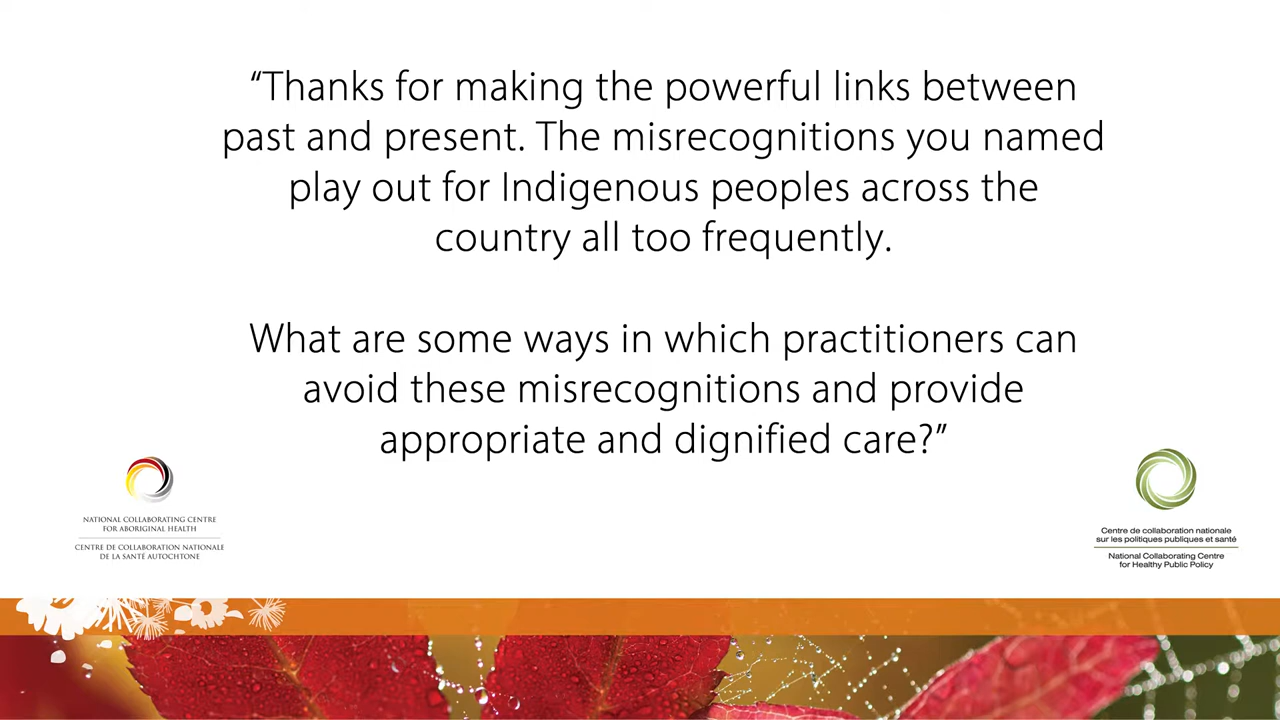 “Thanks for making the powerful links between
past and present. The misrecognitions you named
play out for Indigenous peoples across the
country all too frequently.
What are some ways in which practitioners can
avoid these misrecognitions and provide
appropriate and dignified care?”
NATIONAL COLLABORATING CENTRE
FOR ABORIGINAL HEALTH
CENTRE DE COLLABORATION NATIONALE
DE LA SANTÉ AUTOCHTONE
Centre de collaboration nationale
sur les politiques publiques et santé
National Collaborating Centre
for Healthy Public Policy